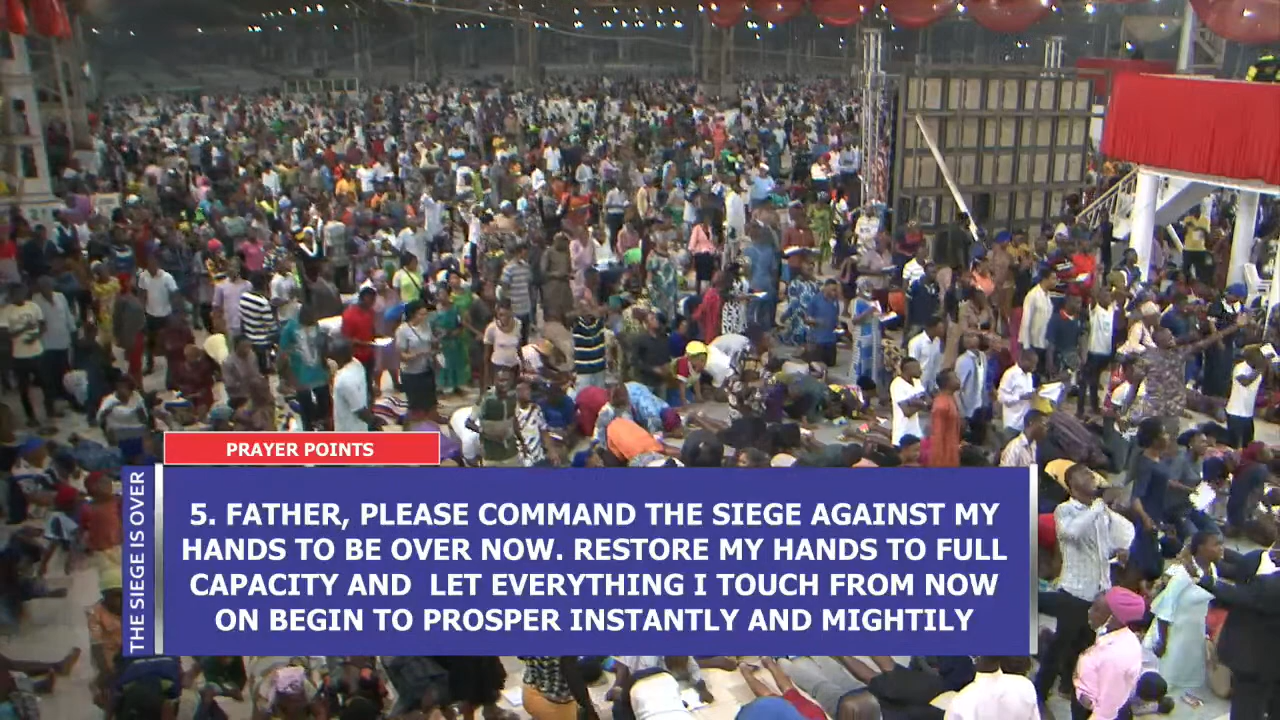 PRAYER POINTS
THE SIEGE IS OVER
5. FATHER, PLEASE COMMAND THE SIEGE AGAINST MY
HANDS TO BE OVER NOW. RESTORE MY HANDS TO FULL
CAPACITY AND  LET EVERYTHING I TOUCH FROM NOW
ON BEGIN TO PROSPER INSTANTLY AND MIGHTILY